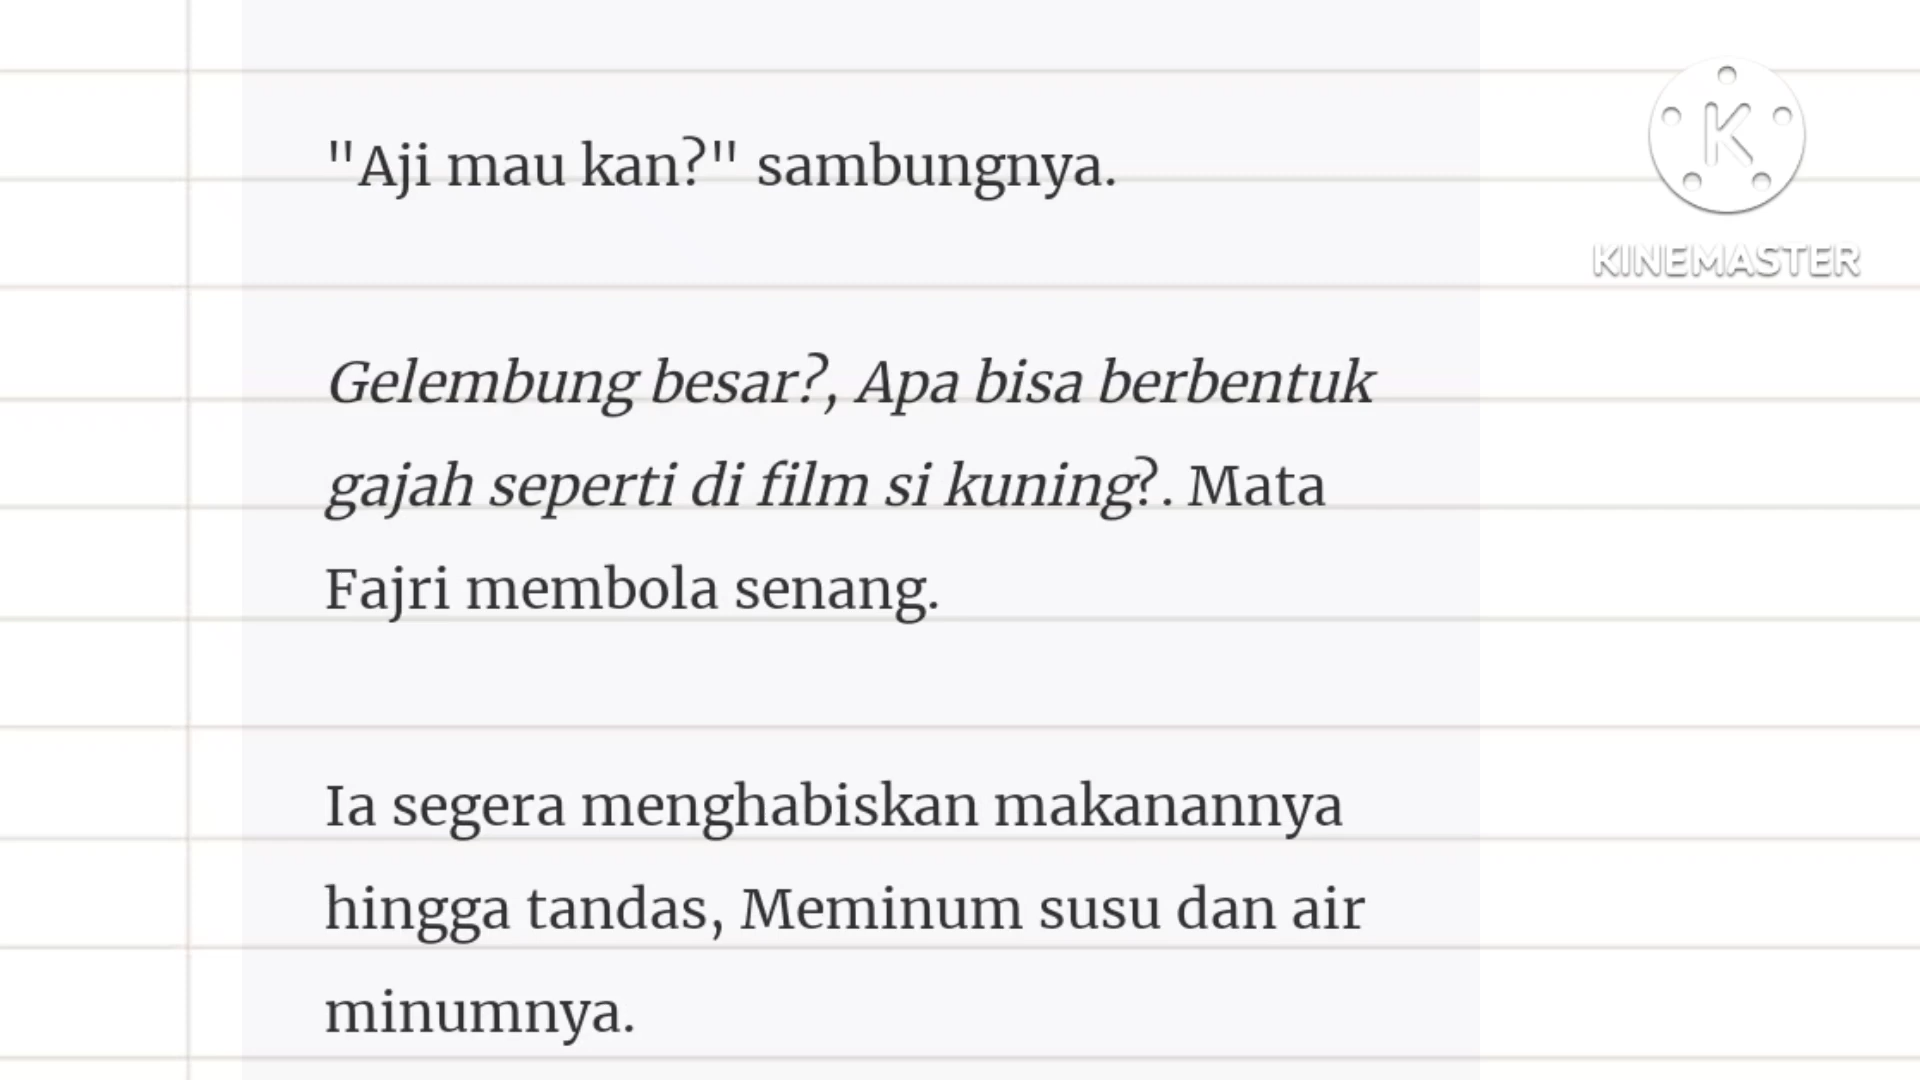 "Aji mau kan?" sambungnya.
K
KINEMASTER
Gelembung besar?, Apa bisa berbentuk
gajah seperti di film si kuning?. Mata
Fajri membola senang.
Ia segera menghabiskan makanannya
hingga tandas, Meminum susu dan air
minumnya.